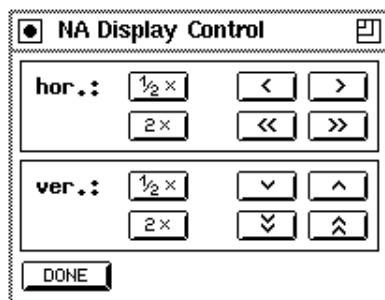 NA Display Control
hor.: ½ × < >
2 × << >>
ver.: ½ ×
2 ×
DONE